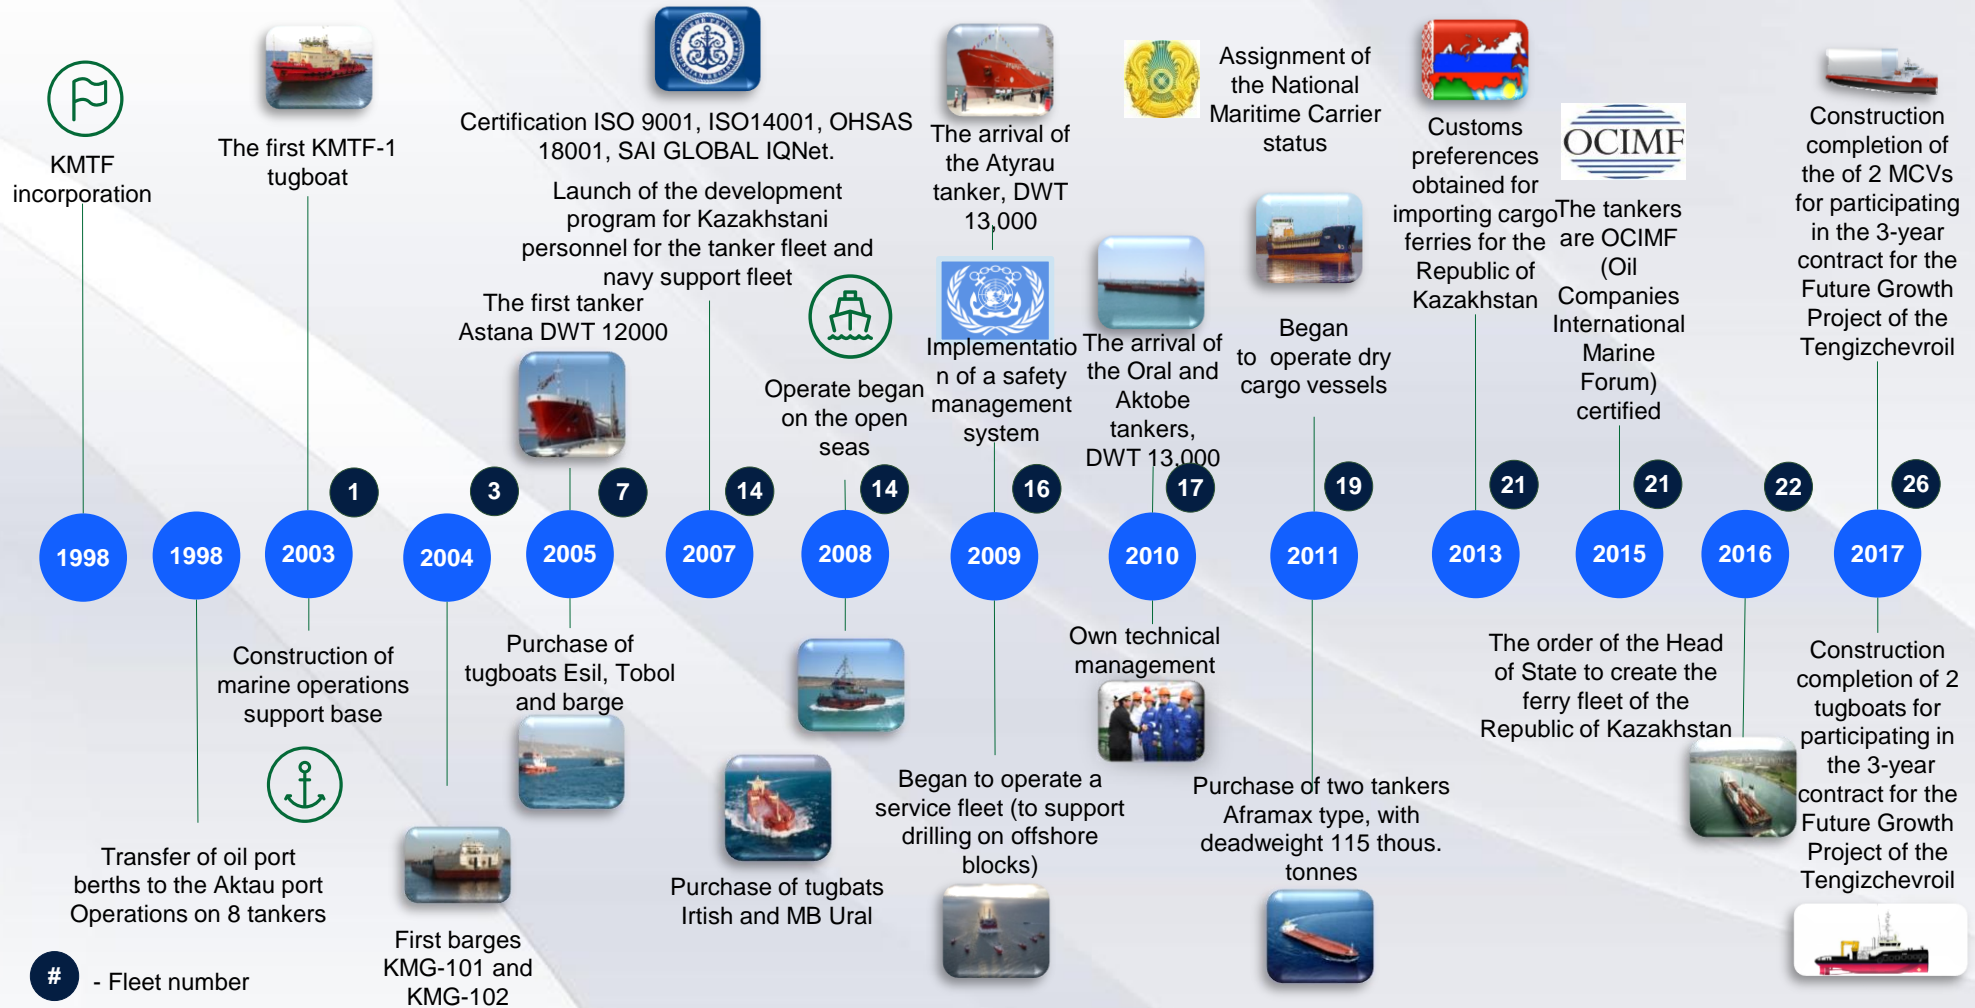 KMTF
incorporation
The first KMTF-1
tugboat
Certification ISO 9001, ISO14001, OHSAS
18001, SAI GLOBAL IQNet.
Launch of the development
program for Kazakhstani
personnel for the tanker fleet and
navy support fleet
The first tanker
Astana DWT 12000
Operate began
on the open
seas
The arrival of
the Atyrau
tanker, DWT
13,000
Implementatio
n of a safety
management
system
The arrival of
the Oral and
Aktobe
tankers,
DWT 13,000
Assignment of
the National
Maritime Carrier
status
Began
to  operate dry
cargo vessels
Customs
preferences
obtained for
importing cargo
ferries for the
Republic of
Kazakhstan
OCIMF
The tankers
are OCIMF
(Oil
Companies
International
Marine
Forum)
certified
Construction
completion of
the of 2 MCVs
for participating
in the 3-year
contract for the
Future Growth
Project of the
Tengizchevroil
1
3
7
14
14
16
17
19
21
21
22
26
1998
1998
2003
2004
2005
2007
2008
2009
2010
2011
2013
2015
2016
2017
Transfer of oil port
berths to the Aktau port
Operations on 8 tankers
Construction of
marine operations
support base
First barges
KMG-101 and
KMG-102
Purchase of
tugboats Esil, Tobol
and barge
Purchase of tugbats
Irtish and MB Ural
Began to operate a
service fleet (to support
drilling on offshore
blocks)
Own technical
management
Purchase of two tankers
Aframax type, with
deadweight 115 thous.
tonnes
The order of the Head
of State to create the
ferry fleet of the
Republic of Kazakhstan
Construction
completion of 2
tugboats for
participating in
the 3-year
contract for the
Future Growth
Project of the
Tengizchevroil
# - Fleet number